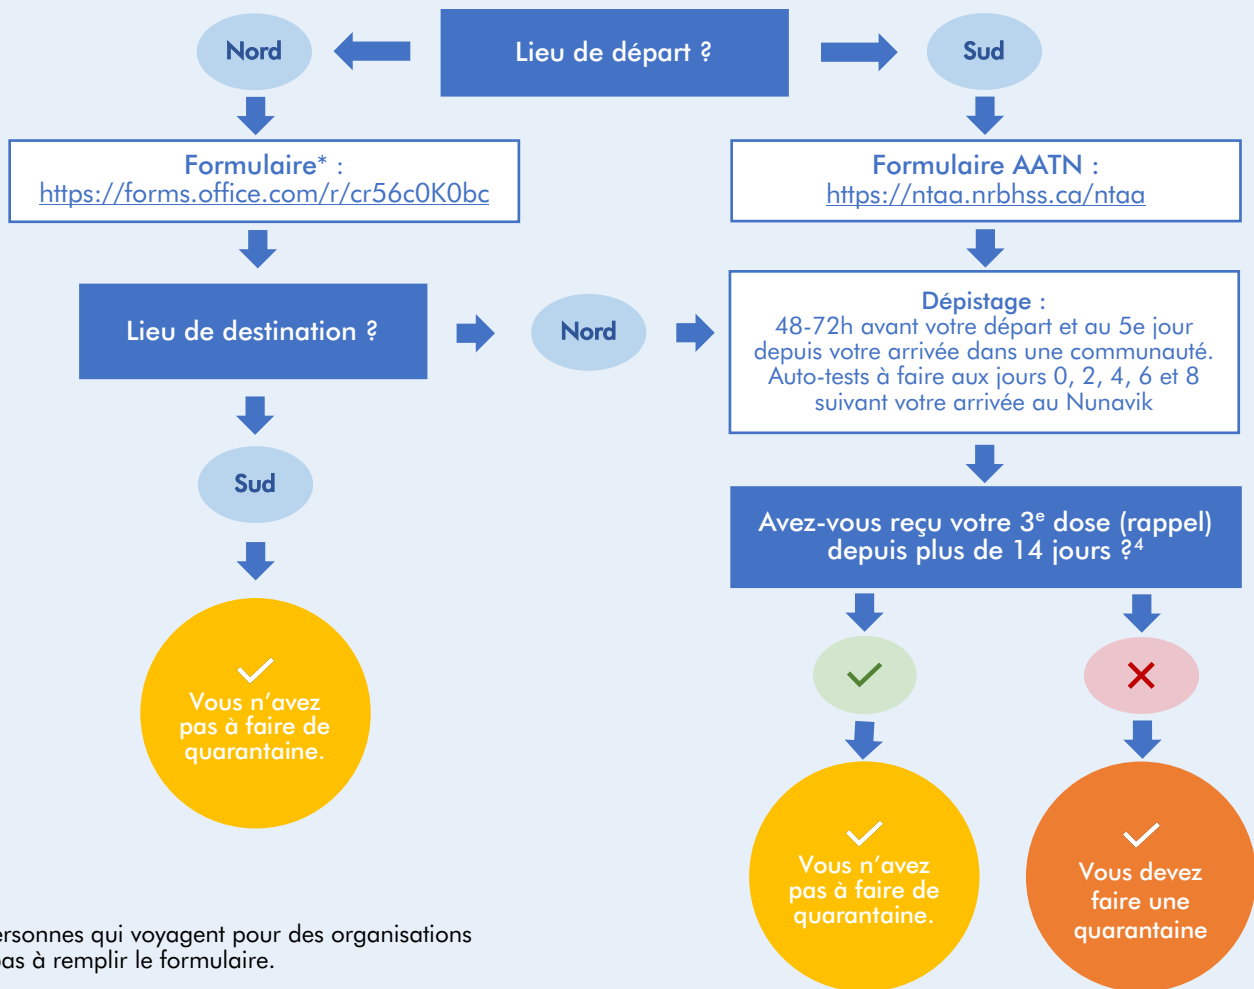 Lieu de départ ?
Nord
Sud
Formulaire* :
https://forms.office.com/r/cr56c0K0bc
Formulaire AATN :
https://ntaa.nrbhss.ca/ntaa
Lieu de destination ?
Nord
Dépistage :
48-72h avant votre départ et au 5e jour
depuis votre arrivée dans une communauté.
Auto-tests à faire aux jours 0, 2, 4, 6 et 8
suivant votre arrivée au Nunavik
Sud
Avez-vous reçu votre 3e dose (rappel)
depuis plus de 14 jours ?4
Vous n’avez
pas à faire de
quarantaine.
Vous n’avez
pas à faire de
quarantaine.
Vous devez
faire une
quarantaine
qui voyagent pour des organisations
à remplir le formulaire.